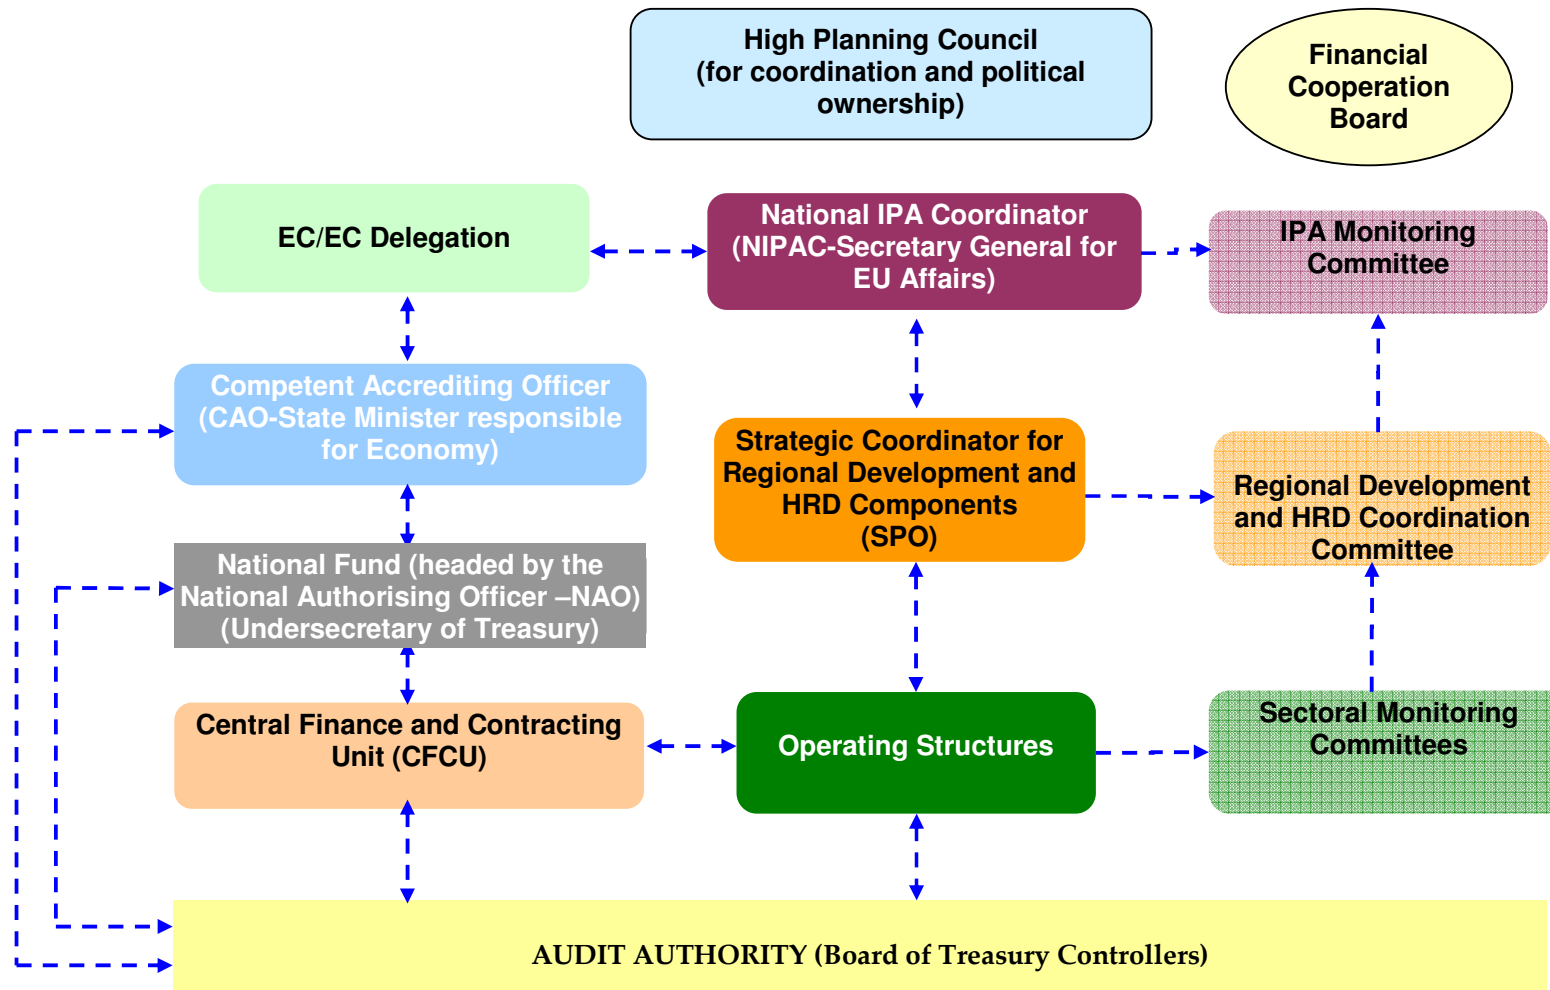 High Planning Council
(for coordination and political
ownership)
Financial
Cooperation
Board
EC/EC Delegation
National IPA Coordinator
(NIPAC-Secretary General for
EU Affairs)
IPA Monitoring
Committee
Competent Accrediting Officer
(CAO-State Minister responsible
for Economy)
Strategic Coordinator for
Regional Development and
HRD Components
(SPO)
Regional Development
and HRD Coordination
Committee
National Fund (headed by the
National Authorising Officer –NAO)
(Undersecretary of Treasury)
Central Finance and Contracting
Unit (CFCU)
Operating Structures
Sectoral Monitoring
Committees
AUDIT AUTHORITY (Board of Treasury Controllers)